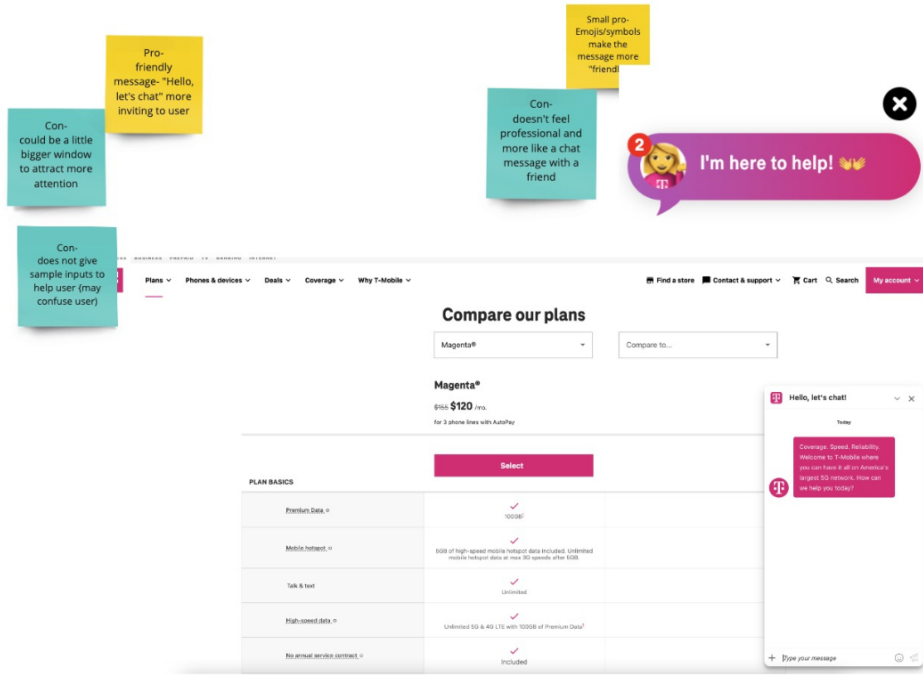 Pro-
friendly
message- "Hello,
let's chat" more
inviting to user
Small pro-
Emojis/symbols
make the
message more
Con-
could be a little
bigger window
to attract more
attention
Con-
doesn't feel
professional and
more like a chat
message with a
friend
2
I'm here to help!
Con-
does not give
sample inputs to
help user (may
confuse user)
BUSINESS PREPAID TV BANKING INTERNET
Plans Phones & devices Deals Coverage Why T-Mobile Find a store Contact & support Cart Search My account
Compare our plans
Magenta® Compare to...
Magenta®
$155 $120 /mo.
for 3 phone lines with AutoPay
Select
PLAN BASICS
Premium Data
100GB
Mobile hotspot
5GB of high-speed mobile hotspot data included. Unlimited
mobile hotspot data at max 3G speeds after 5GB.
Talk & text
Unlimited
High-speed data
Unlimited 5G & 4G LTE with 100GB of Premium Data
No annual service contract
Included
Hello, let's chat!
Today
Coverage. Speed. Reliability.
Welcome to T-Mobile where
you can have it all on America's
largest 5G network. How can
we help you today?
Type your message